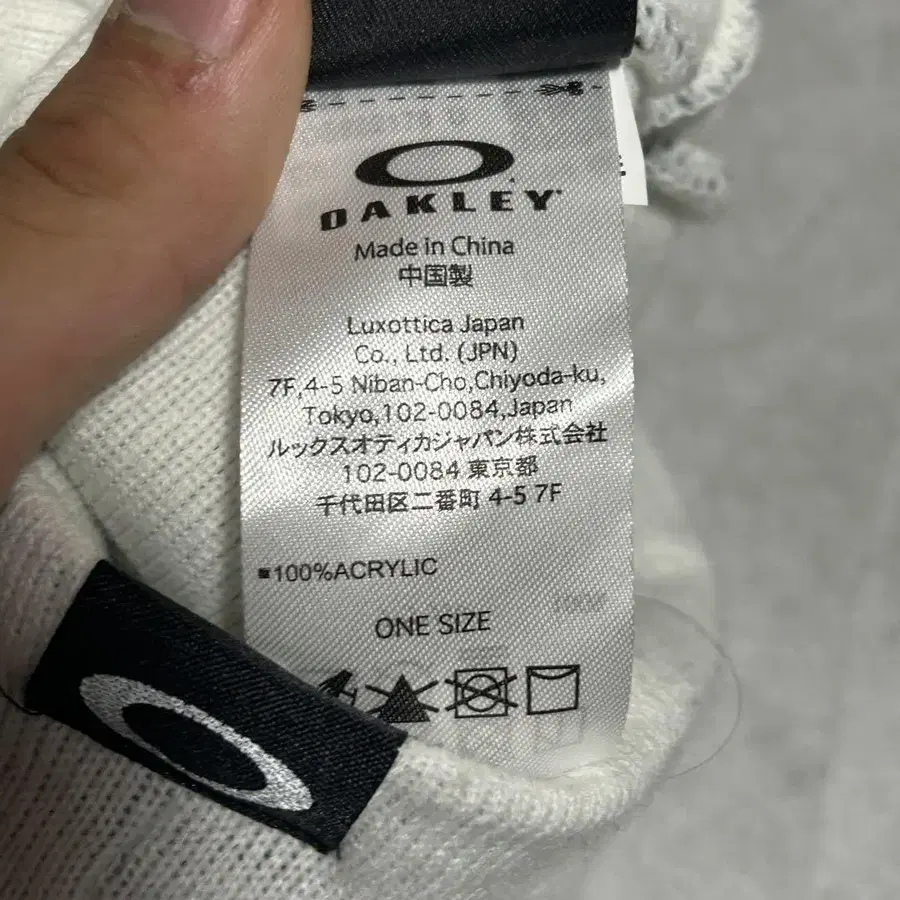 OAKLEY
Made in China
中国製
Luxottica Japan
Co., Ltd. (JPN)
7F,4-5 Niban-Cho,Chiyoda-ku,
Tokyo,102-0084,Japan
ルックスオティカジャパン株式会社
102-0084 東京都
千代田区二番町 4-5 7F
100%ACRYLIC
ONE SIZE